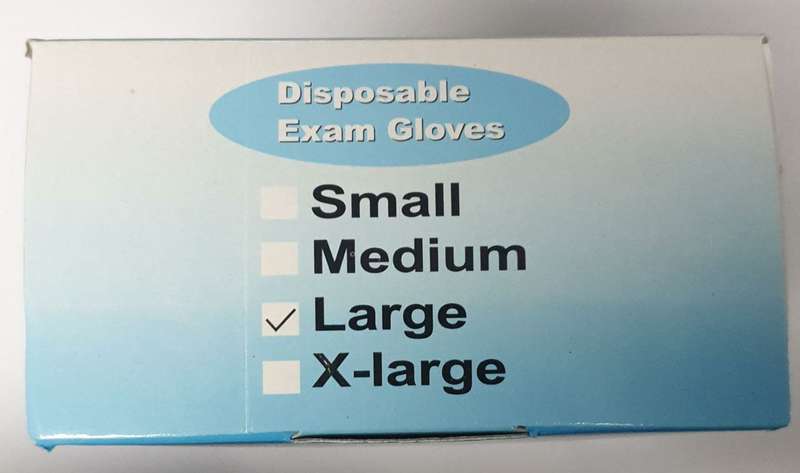 Disposable
Exam Gloves
Small
Medium
Large
X-large